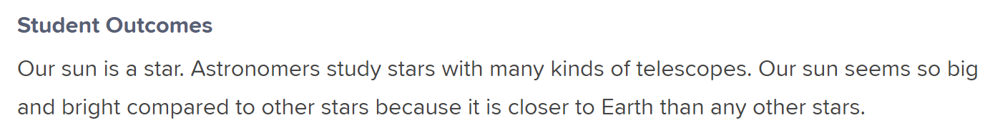 Student Outcomes
Our sun is a star. Astronomers study stars with many kinds of telescopes. Our sun seems so big
and bright compared to other stars because it is closer to Earth than any other stars.